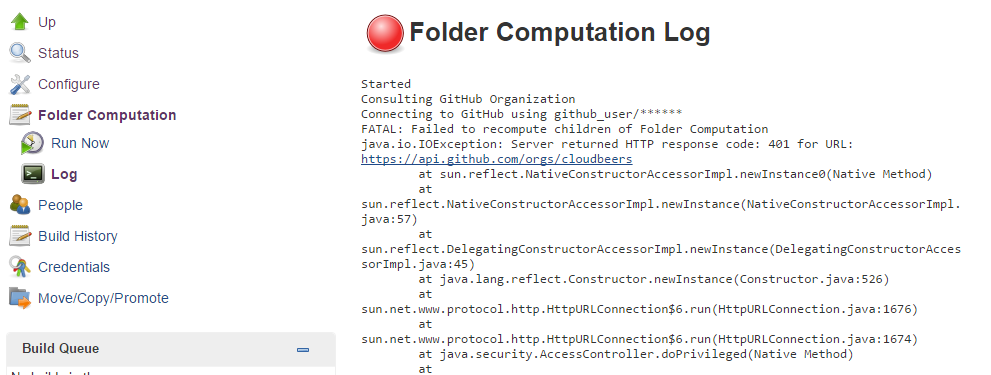 Up
Status
Configure
Folder Computation
Run Now
Log
People
Build History
Credentials
Move/Copy/Promote
Build Queue
Folder Computation Log
Started
Consulting GitHub Organization
Connecting to GitHub using github_user/******
FATAL: Failed to recompute children of Folder Computation
java.io.IOException: Server returned HTTP response code: 401 for URL:
https://api.github.com/orgs/cloudbeers
at sun.reflect.NativeConstructorAccessorImpl.newInstance0(Native Method)
at
sun.reflect.NativeConstructorAccessorImpl.newInstance(NativeConstructorAccessorImpl.
java:57)
at
sun.reflect.DelegatingConstructorAccessorImpl.newInstance(DelegatingConstructorAcces
sorImpl.java:45)
at java.lang.reflect.Constructor.newInstance(Constructor.java:526)
at
sun.net.www.protocol.http.HttpURLConnection$6.run(HttpURLConnection.java:1676)
at
sun.net.www.protocol.http.HttpURLConnection$6.run(HttpURLConnection.java:1674)
at java.security.AccessController.doPrivileged(Native Method)
at